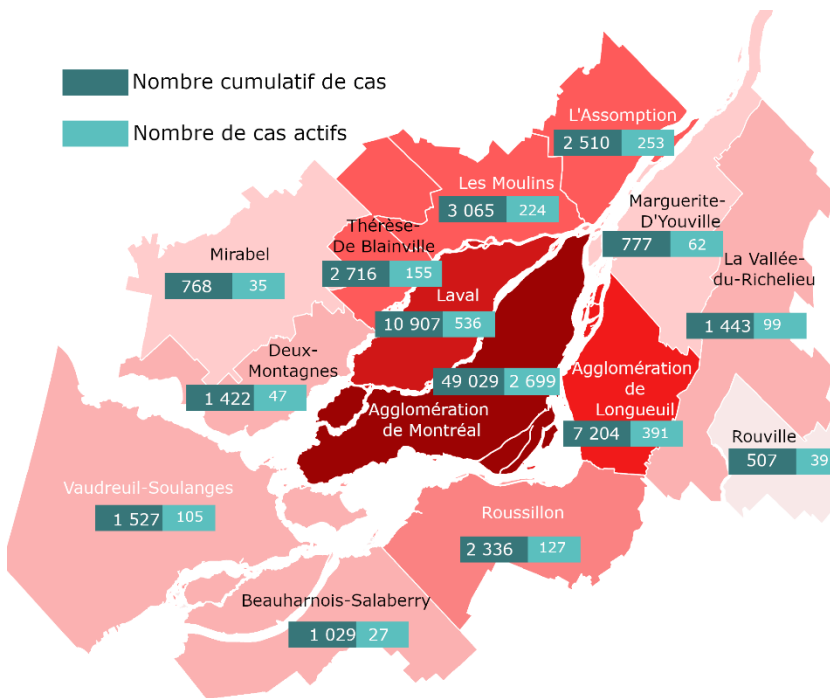 Nombre cumulatif de cas
Nombre de cas actifs
L'Assomption
2 510 253
Les Moulins
3 065 224
Marguerite-
D'Youville
777 62
Thérèse-
De Blainville
2 716 155
Mirabel
768 35
La Vallée-
du-Richelieu
1 443 99
Laval
10 907 536
Deux-
Montagnes
1 422 47
49 029 2 699
Agglomération
de Montréal
Agglomération
de
Longueuil
7 204 391
Rouville
507 39
Vaudreuil-Soulanges
1 527 105
Roussillon
2 336 127
Beauharnois-Salaberry
1 029 27